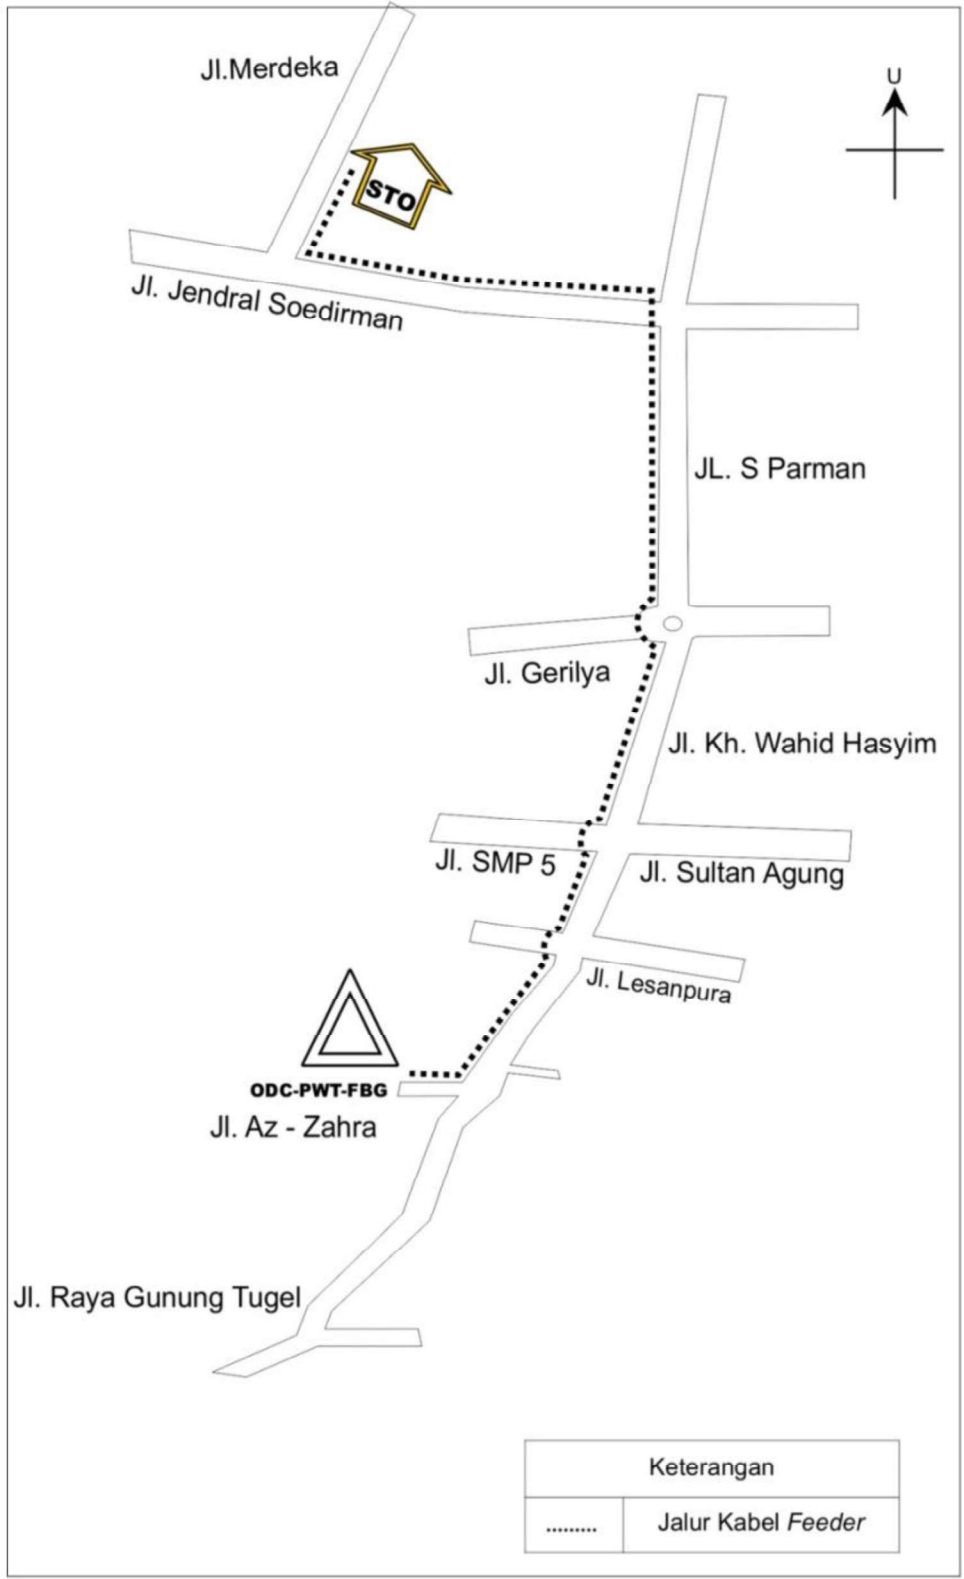 Jl.Merdeka
U
STO
Jl. Jendral Soedirman
JL. S Parman
Jl. Gerilya
Jl. Kh. Wahid Hasyim
Jl. SMP 5
Jl. Sultan Agung
Jl. Lesanpura
ODC-PWT-FBG
Jl. Az - Zahra
Jl. Raya Gunung Tugel
Keterangan
......... Jalur Kabel Feeder